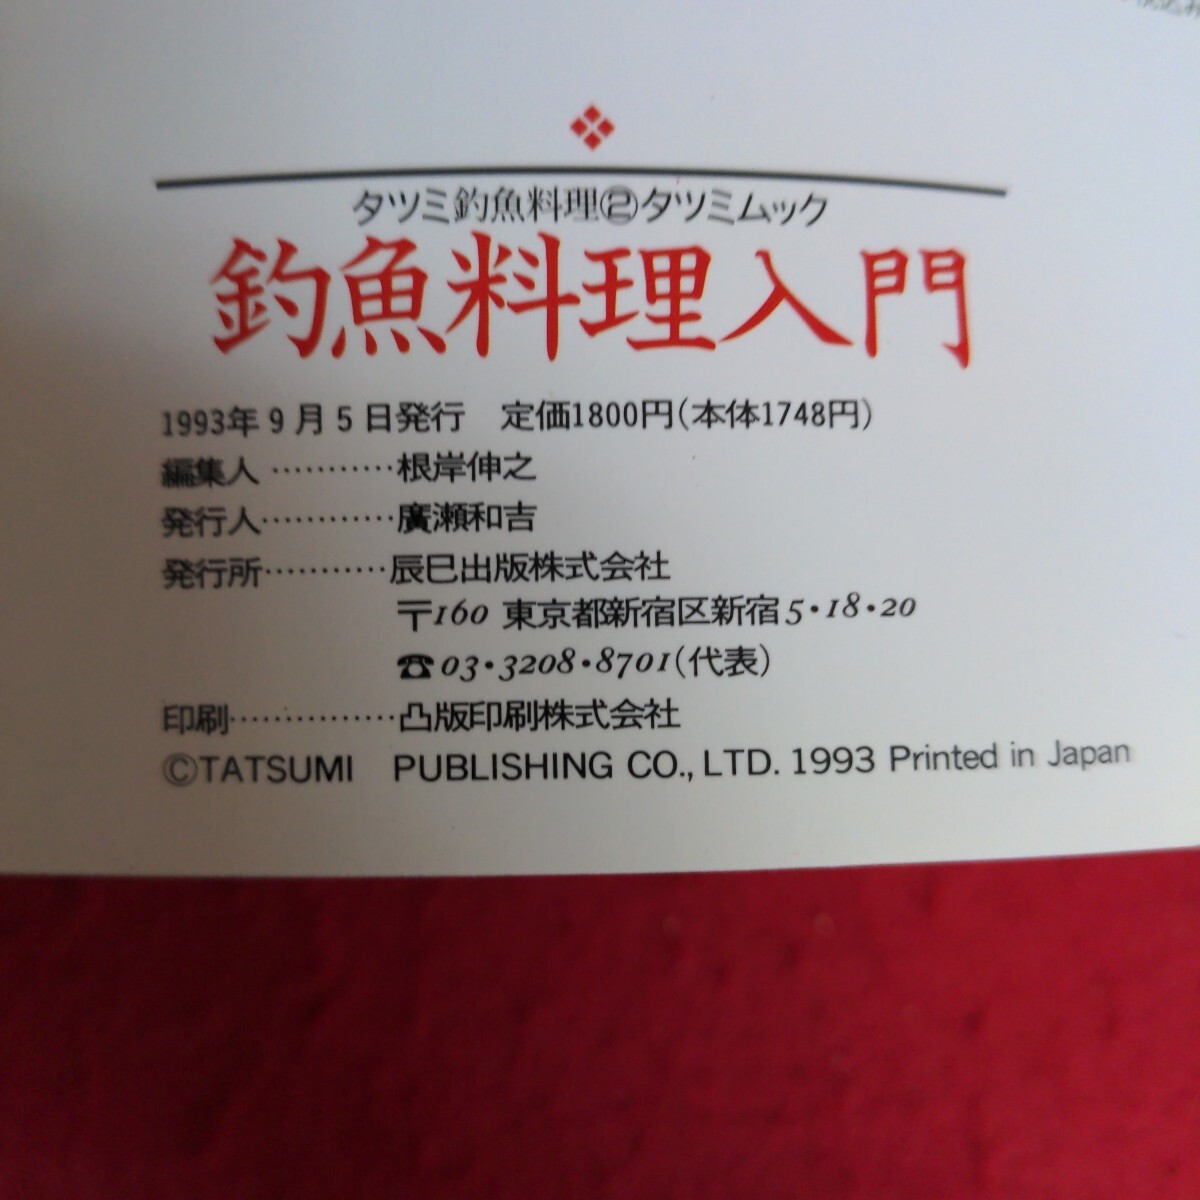 タツミ釣魚料理②タツミムック
釣魚料理入門
1993年9月5日発行　定価1800円(本体1748円)
編集人…………根岸伸之
発行人…………廣瀬和吉
発行所…………辰巳出版株式会社
〒160 東京都新宿区新宿5・18・20
☎03・3208・8701(代表)
印刷……………凸版印刷株式会社
©TATSUMI PUBLISHING CO., LTD. 1993 Printed in Japan